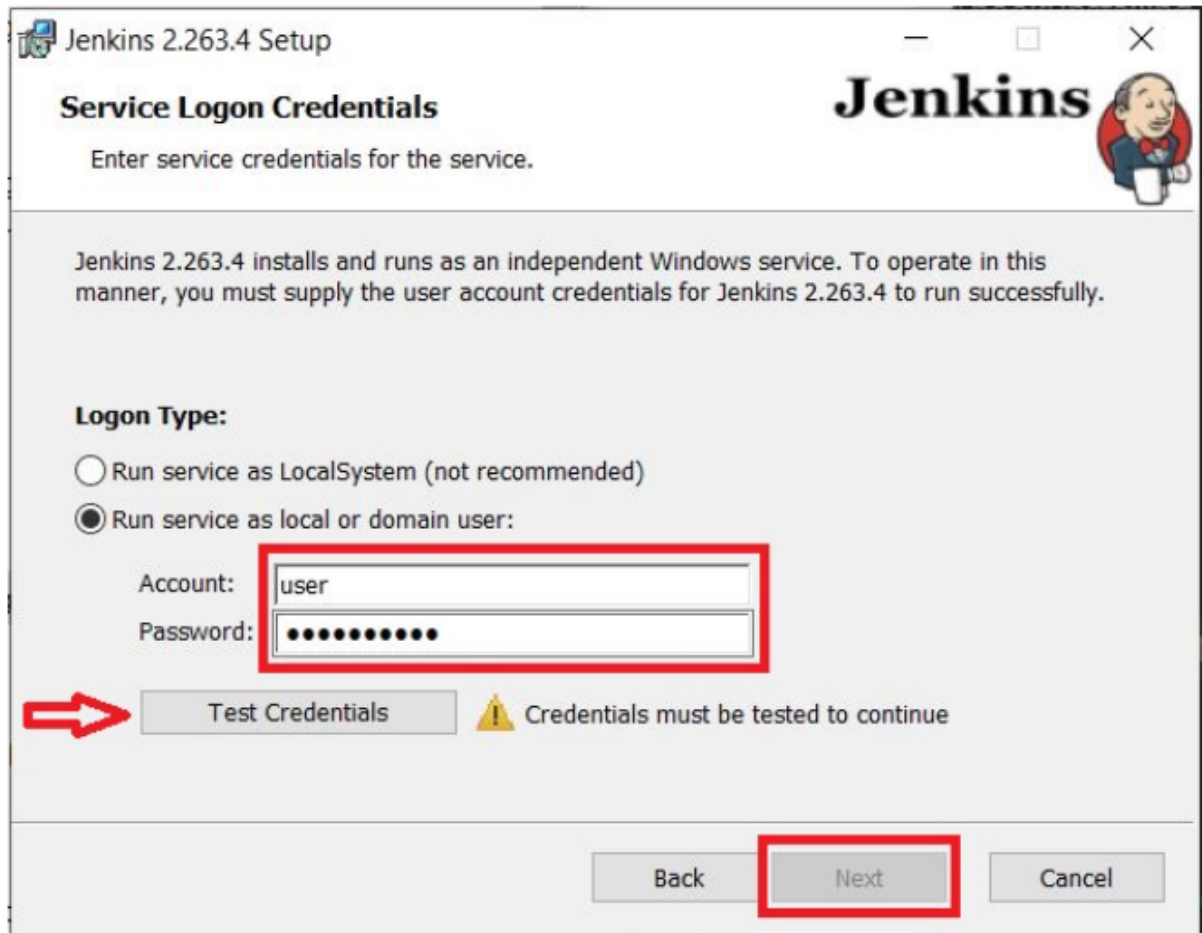 Jenkins 2.263.4 Setup
Service Logon Credentials
Jenkins
Enter service credentials for the service.
Jenkins 2.263.4 installs and runs as an independent Windows service. To operate in this
manner, you must supply the user account credentials for Jenkins 2.263.4 to run successfully.
Logon Type:
Run service as LocalSystem (not recommended)
Run service as local or domain user:
Account: user
Password: ●●●●●●●●●●
Test Credentials Credentials must be tested to continue
Back Next Cancel